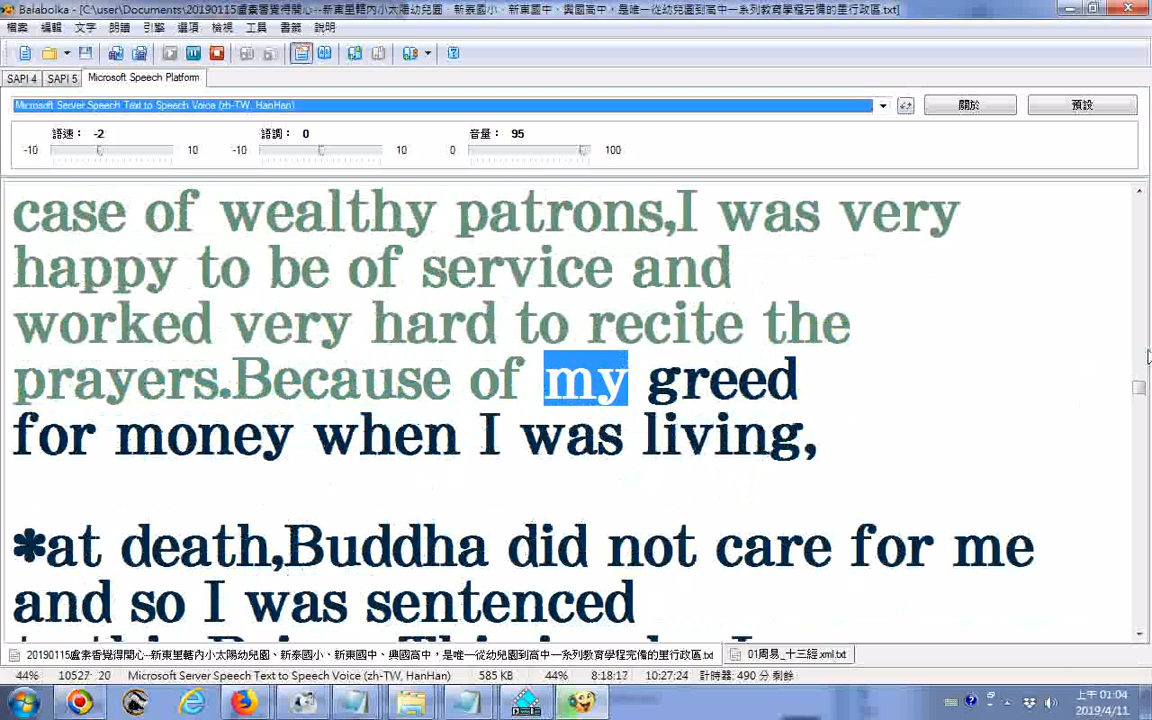 Balabolka - [C:\user\Documents\20190115盧素香覺得開心--新東里轄內小太陽幼兒園、新泰國小、新東國中、興國高中，是唯一從幼兒園到高中一系列教育學程完備的里行政區.txt]
檔案 編輯 文字 朗讀 引擎 選項 檢視 工具 書籤 說明
SAPI 4 SAPI 5 Microsoft Speech Platform
Microsoft Server Speech Text to Speech Voice (zh-TW, HanHan)
關於 預設
語速： -2 語調： 0 音量： 95
-10 10 -10 10 0 100
case of wealthy patrons,I was very
happy to be of service and
worked very hard to recite the
prayers.Because of my greed
for money when I was living,
*at death,Buddha did not care for me
and so I was sentenced
20190115盧素香覺得開心--新東里轄內小太陽幼兒園、新泰國小、新東國中、興國高中，是唯一從幼兒園到高中一系列教育學程完備的里行政區.txt 01周易_十三經.xml.txt
44% 10527: 20 Microsoft Server Speech Text to Speech Voice (zh-TW, HanHan) 585 KB 44% 8:18:17 10:27:24 計時器: 490 分 剩餘
上午 01:04
2019/4/11